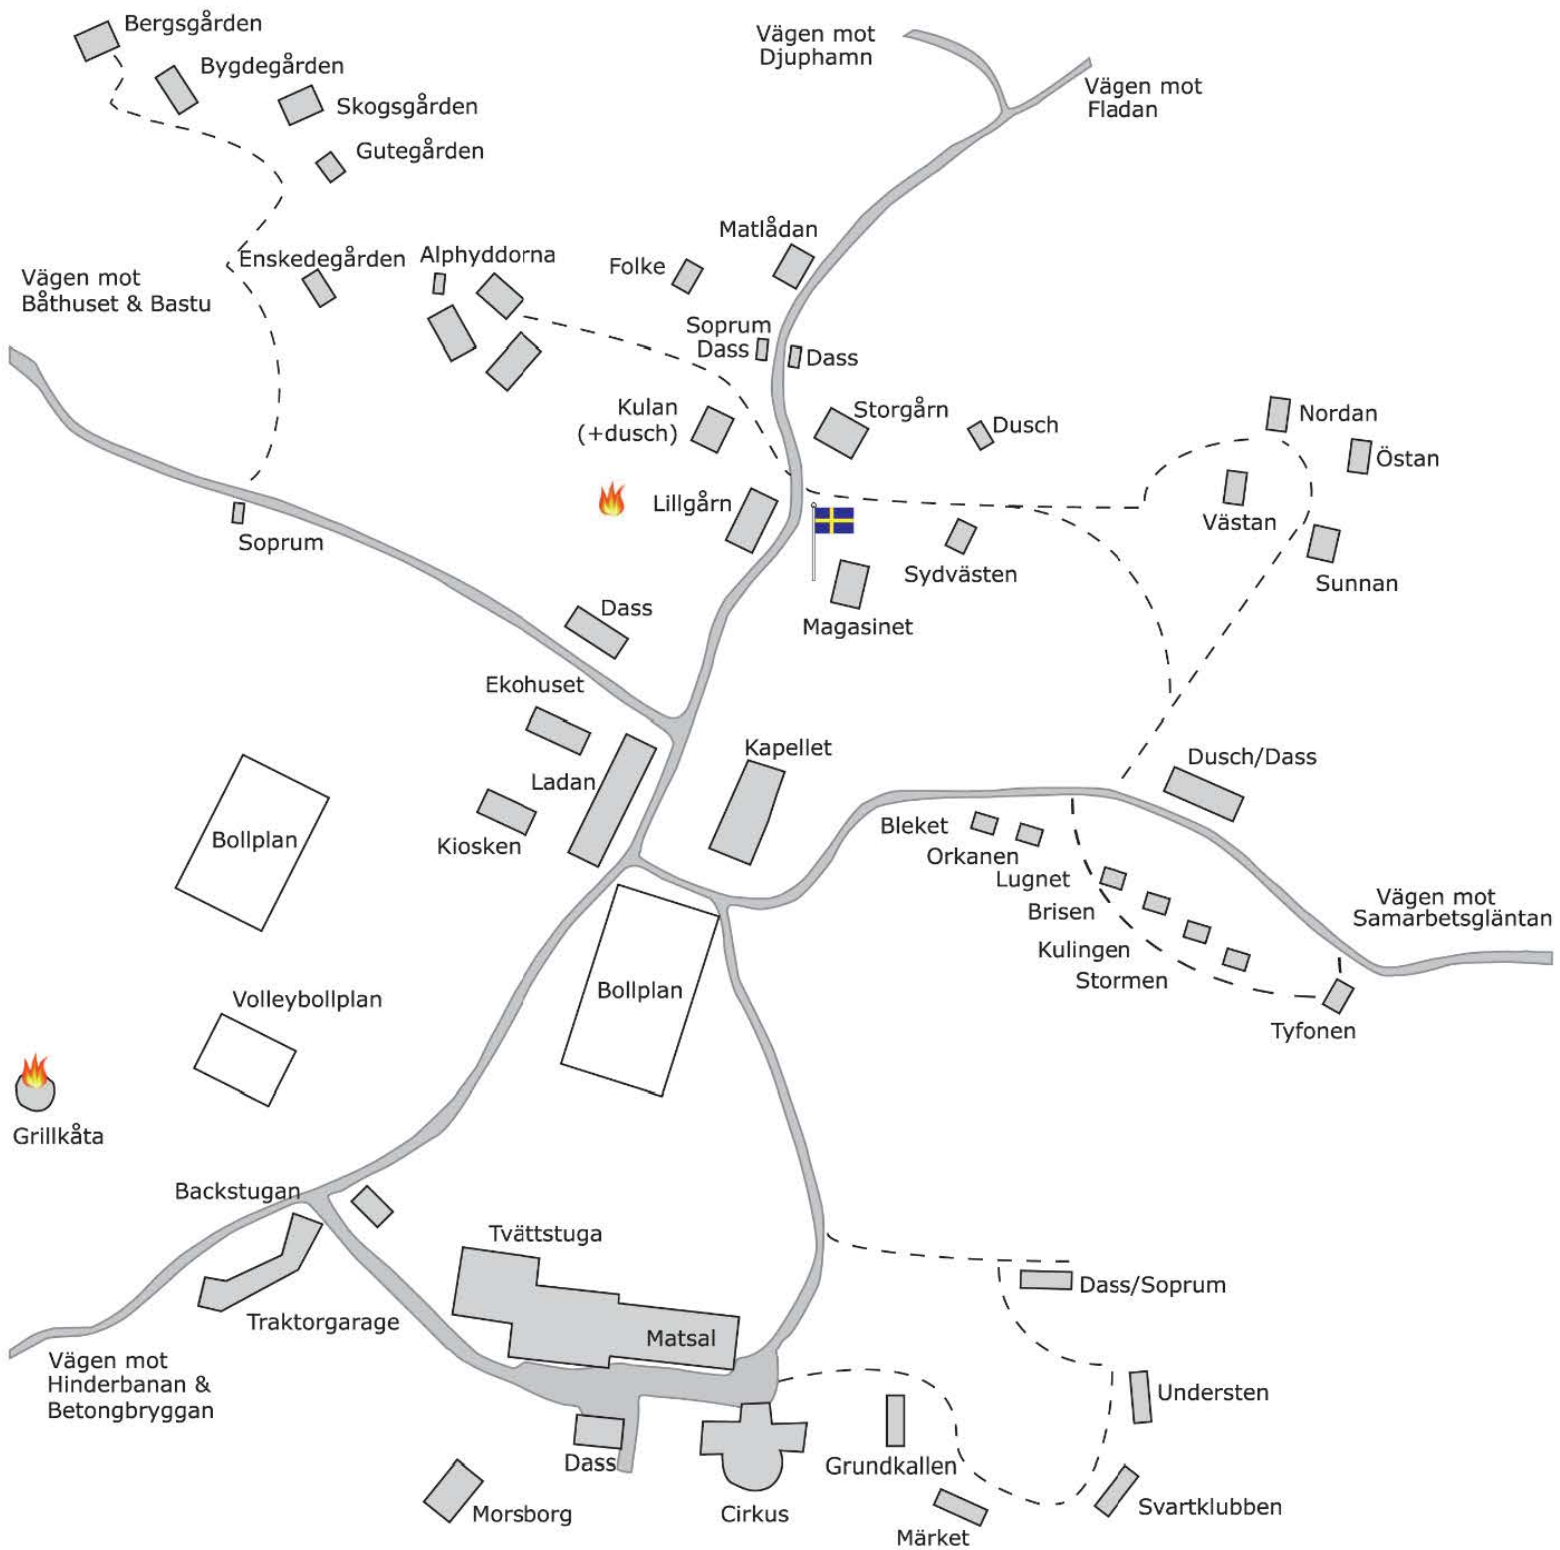 Bergsgården
Bygdegården
Skogsgården
Gutegården
Vägen mot
Djuphamn
Vägen mot
Fladan
Matlådan
Folke
Enskedegården
Alphyddorna
Vägen mot
Båthuset & Bastu
Soprum
Dass
Dass
Kulan
(+dusch)
Storgårn
Dusch
Nordan
Östan
Västan
Sunnan
Lillgårn
Soprum
Sydvästen
Magasinet
Dass
Ekohuset
Ladan
Kapellet
Kiosken
Bollplan
Dusch/Dass
Bleket
Orkanen
Lugnet
Brisen
Kulingen
Stormen
Tyfonen
Vägen mot
Samarbetsgläntan
Bollplan
Volleybollplan
Grillkåta
Backstugan
Traktorgarage
Vägen mot
Hinderbanan &
Betongbryggan
Tvättstuga
Matsal
Dass/Soprum
Understen
Svartklubben
Grundkallen
Märket
Cirkus
Dass
Morsborg